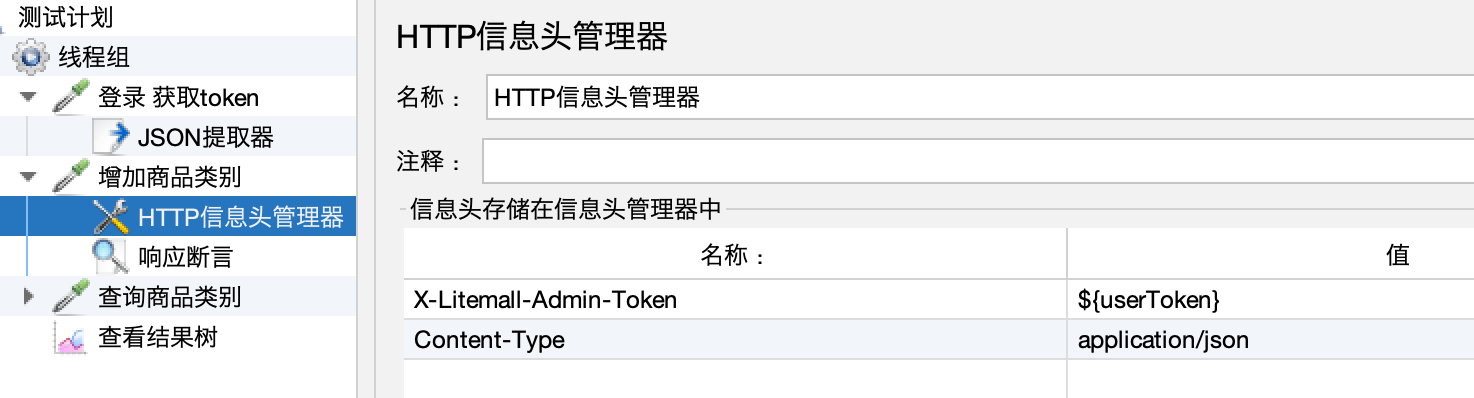 测试计划
线程组
登录 获取token
JSON提取器
增加商品类别
HTTP信息头管理器
响应断言
查询商品类别
查看结果树
HTTP信息头管理器
名称： HTTP信息头管理器
注释：
信息头存储在信息头管理器中
名称： 值
X-Litemall-Admin-Token ${userToken}
Content-Type application/json